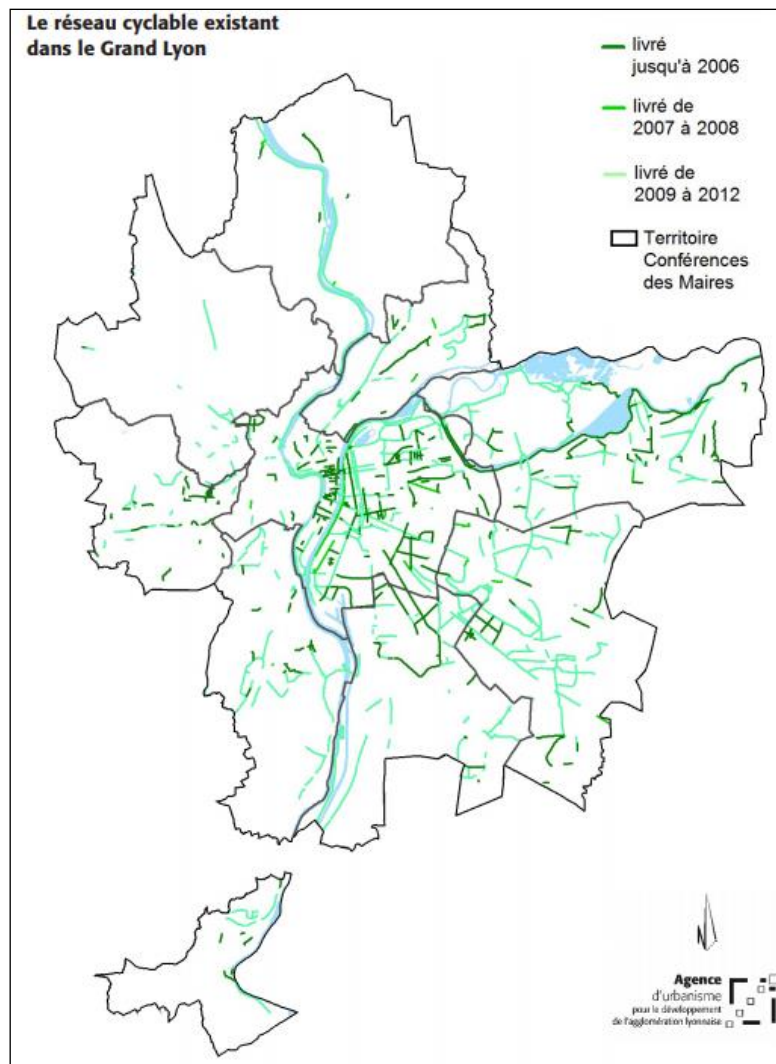 Le réseau cyclable existant
dans le Grand Lyon
livré
jusqu'à 2006
livré de
2007 à 2008
livré de
2009 à 2012
Territoire
Conférences
des Maires
N
Agence
d'urbanisme
pour le développement
de l'agglomération lyonnaise